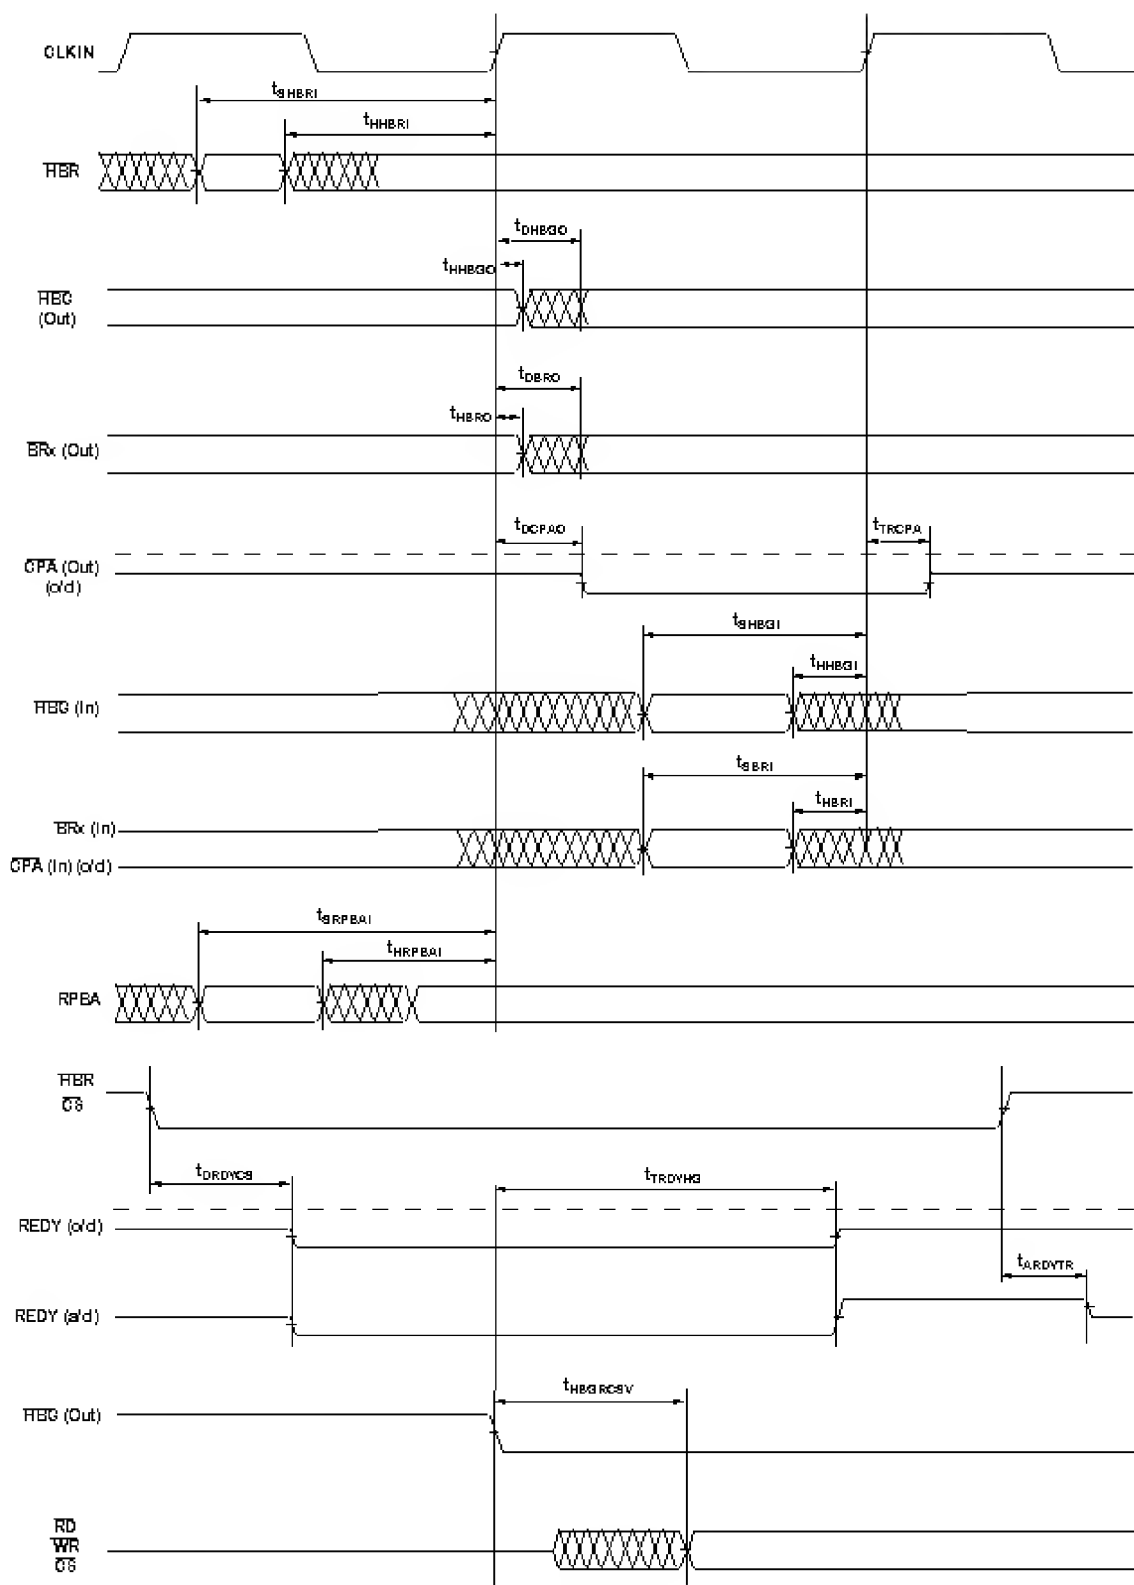 CLKIN
tSHBRI
tHHBRI
HBR
tDHBGO
tHHBGO
HBG
(Out)
tDBRO
tHBRO
BRx (Out)
tDCPAO
tTRCPA
CPA (Out)
(o/d)
tSHBGI
tHHBGI
HBG (In)
tSBRI
tHBRI
BRx (In)
CPA (In) (o/d)
tSRPBAI
tHRPBAI
RPBA
HBR
CS
tDRDYCS
tTRDYHG
REDY (o/d)
tARDYTR
REDY (a/d)
tHBGRCSV
HBG (Out)
RD
WR
CS